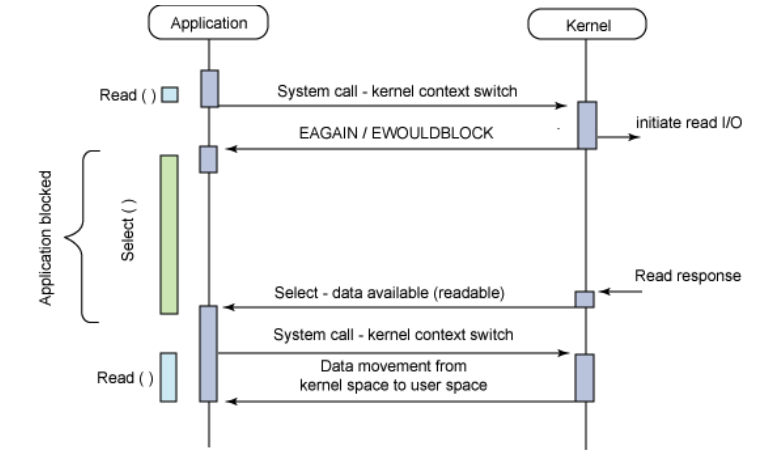 Application
Kernel
Read ( )
System call - kernel context switch
initiate read I/O
EAGAIN / EWOULDBLOCK
Application blocked
Select ( )
Read response
Select - data available (readable)
System call - kernel context switch
Read ( )
Data movement from
kernel space to user space